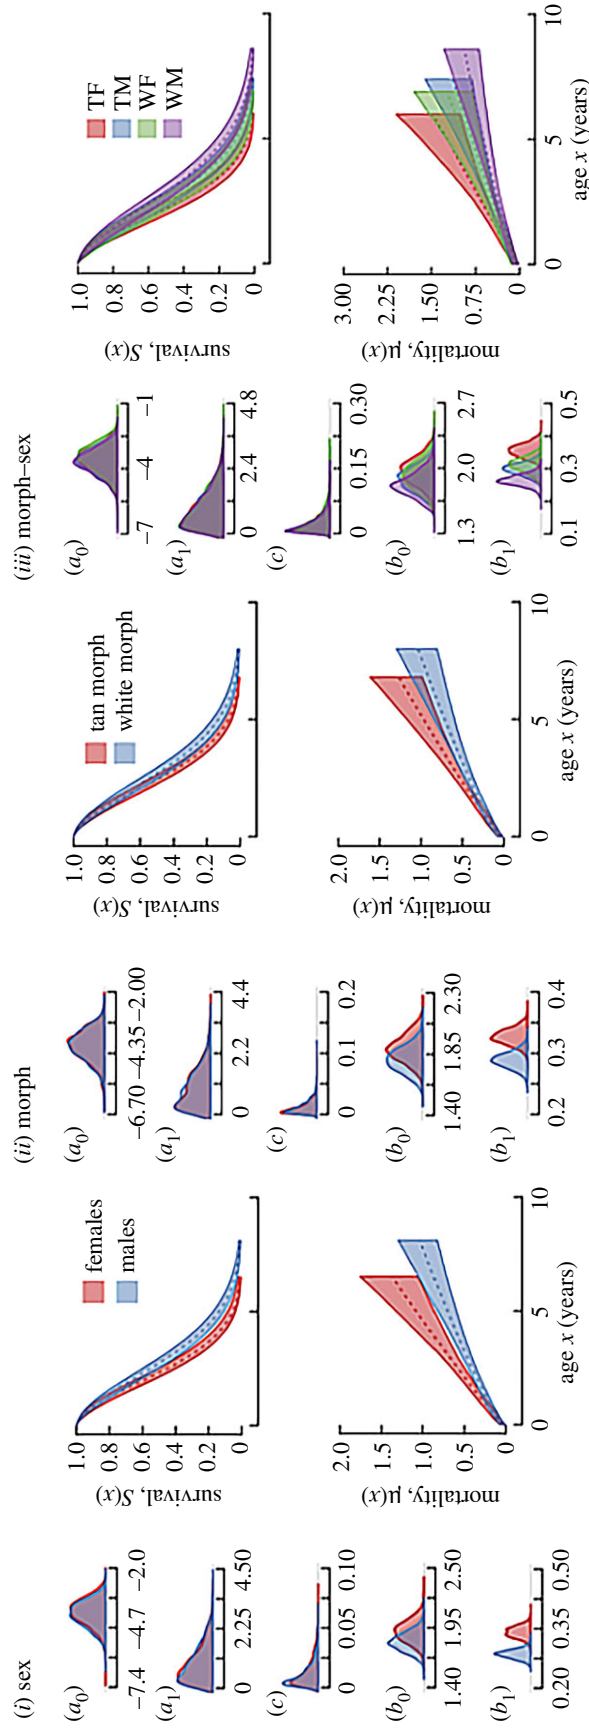 (i) sex
(a0)
−7.4 −4.7 −2.0
(a1)
0 2.25 4.50
(c)
0 0.05 0.10
(b0)
1.40 1.95 2.50
(b1)
0.20 0.35 0.50
survival, S(x)
1.0
0.8
0.6
0.4
0.2
0
females
males
mortality, µ(x)
2.0
1.5
1.0
0.5
0
0 5 10
age x (years)
(ii) morph
(a0)
−6.70 −4.35 −2.00
(a1)
0 2.2 4.4
(c)
0 0.1 0.2
(b0)
1.40 1.85 2.30
(b1)
0.2 0.3 0.4
survival, S(x)
1.0
0.8
0.6
0.4
0.2
0
tan morph
white morph
mortality, µ(x)
2.0
1.5
1.0
0.5
0
0 5 10
age x (years)
(iii) morph–sex
(a0)
−7 −4 −1
(a1)
0 2.4 4.8
(c)
0 0.15 0.30
(b0)
1.3 2.0 2.7
(b1)
0.1 0.3 0.5
survival, S(x)
1.0
0.8
0.6
0.4
0.2
0
TF
TM
WF
WM
mortality, µ(x)
3.00
2.25
1.50
0.75
0
0 5 10
age x (years)